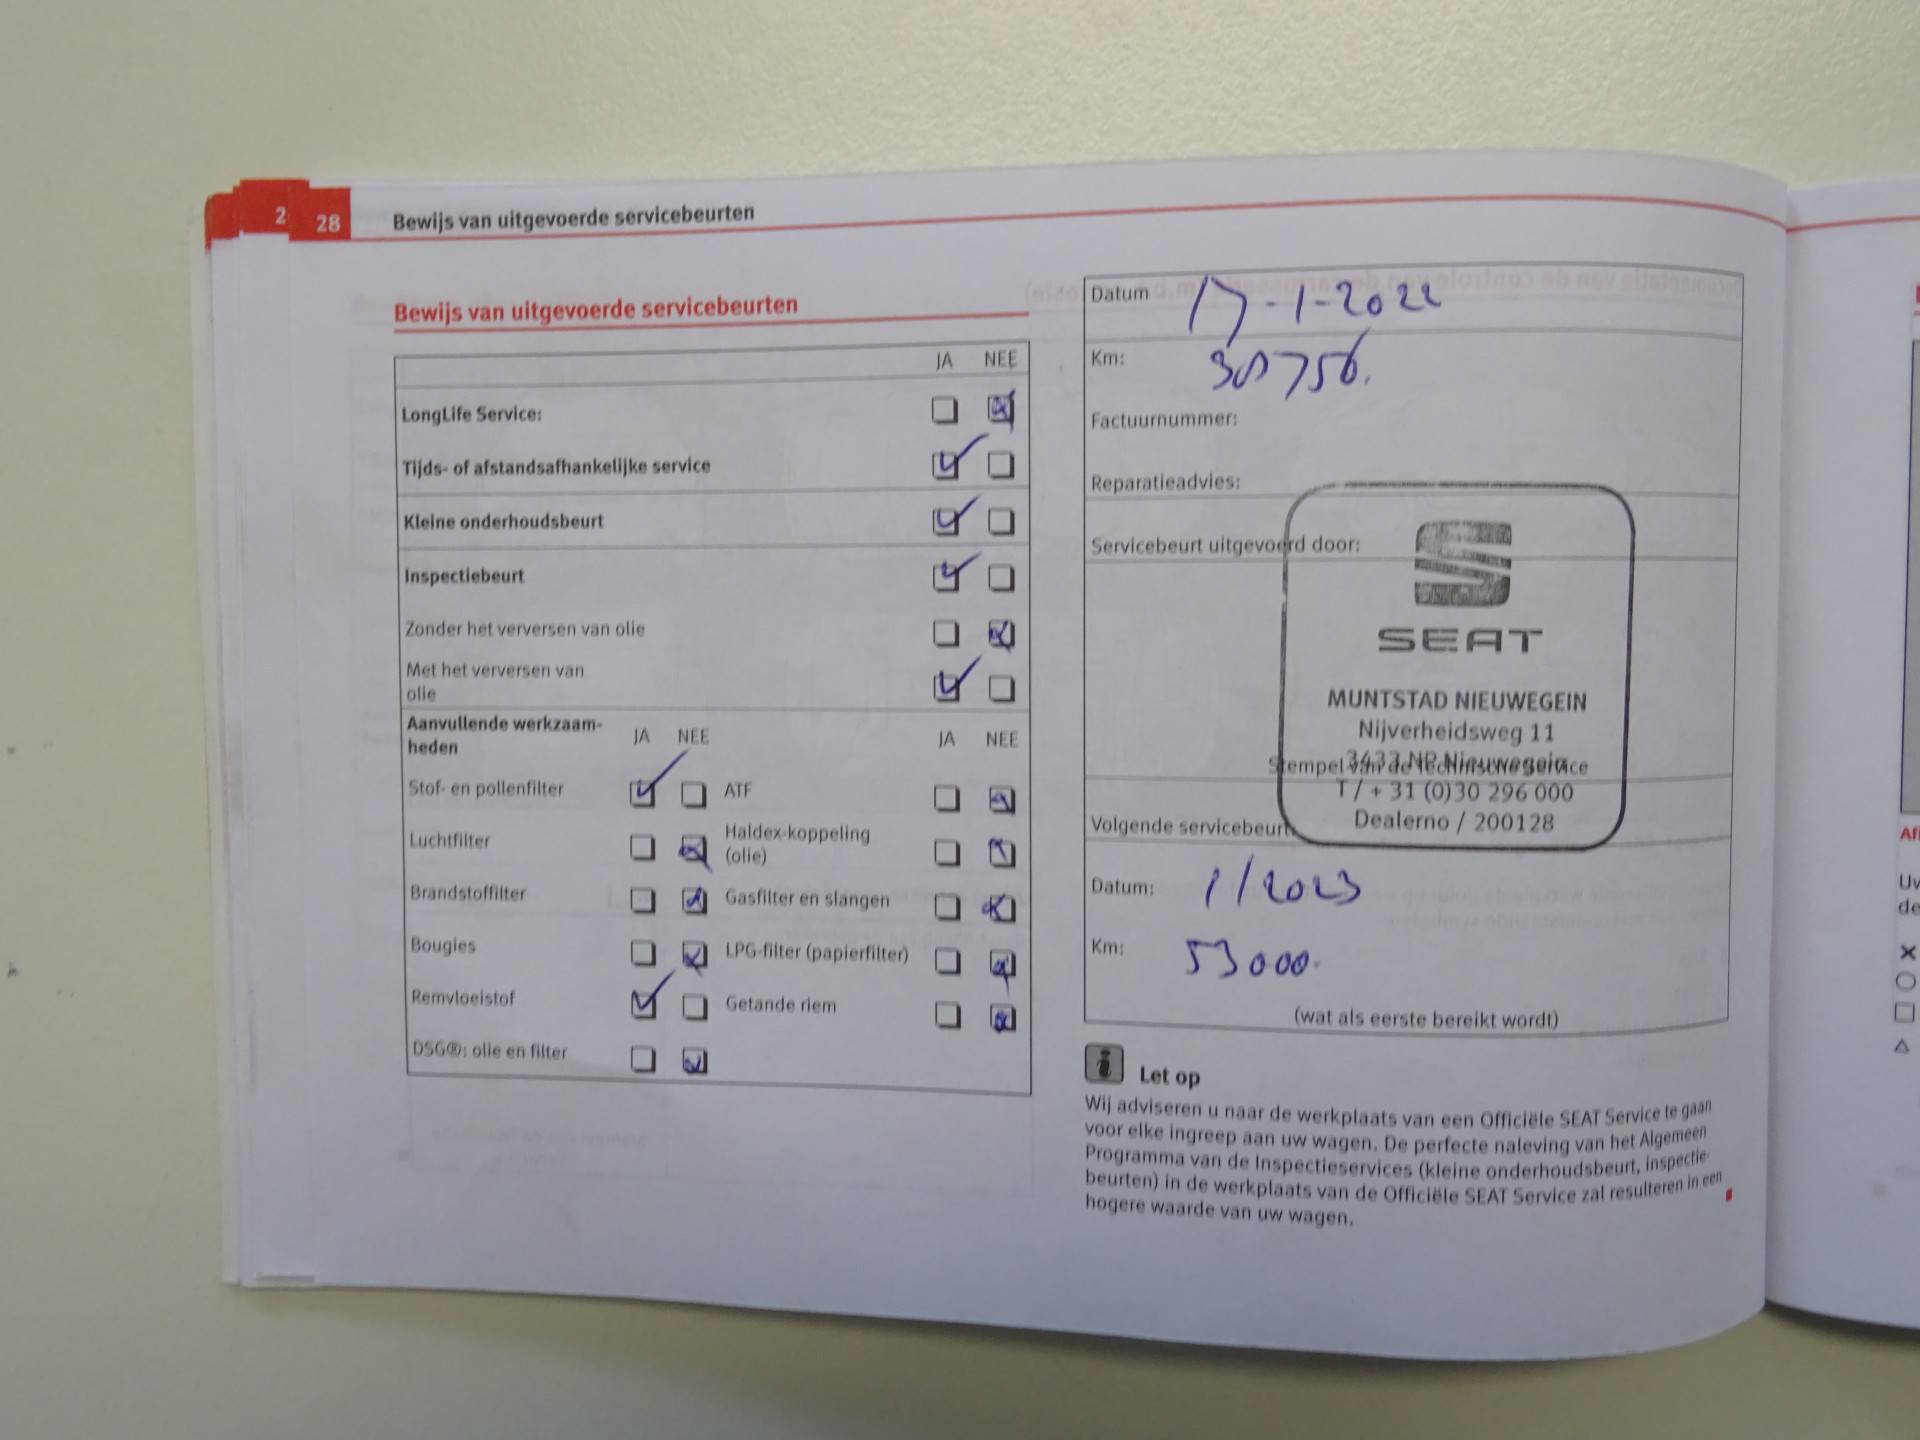 2 28 Bewijs van uitgevoerde servicebeurten
Bewijs van uitgevoerde servicebeurten
JA NEE
LongLife Service:
Tijds- of afstandsafhankelijke service
Kleine onderhoudsbeurt
Inspectiebeurt
Zonder het verversen van olie
Met het verversen van
olie
Aanvullende werkzaam-
heden
JA NEE JA NEE
Stof- en pollenfilter ATF
Luchtfilter Haldex-koppeling
(olie)
Brandstoffilter Gasfilter en slangen
Bougies LPG-filter (papierfilter)
Remvloeistof Getande riem
DSG®: olie en filter
Datum 17-1-2022
Km:
Factuurnummer:
Reparatieadvies:
Servicebeurt uitgevoerd door:
SEAT
MUNTSTAD NIEUWEGEIN
Nijverheidsweg 11
Nieuwegein
Stempel van de technische service
T / + 31 (0)30 296 000
Dealerno / 200128
Volgende servicebeurt:
Datum: 1/2023
Km: 53000.
(wat als eerste bereikt wordt)
i Let op
Wij adviseren u naar de werkplaats van een Officiële SEAT Service te gaan
voor elke ingreep aan uw wagen. De perfecte naleving van het Algemeen
Programma van de Inspectieservices (kleine onderhoudsbeurt, inspectie-
beurten) in de werkplaats van de Officiële SEAT Service zal resulteren in een
hogere waarde van uw wagen.